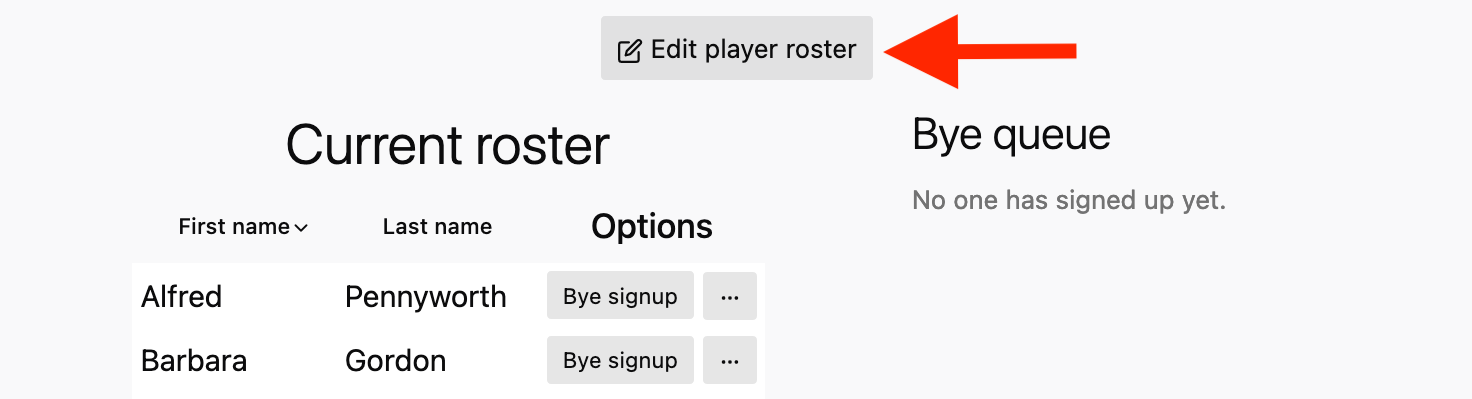 Edit player roster
Current roster
First name Last name Options
Alfred Pennyworth Bye signup ...
Barbara Gordon Bye signup ...
Bye queue
No one has signed up yet.